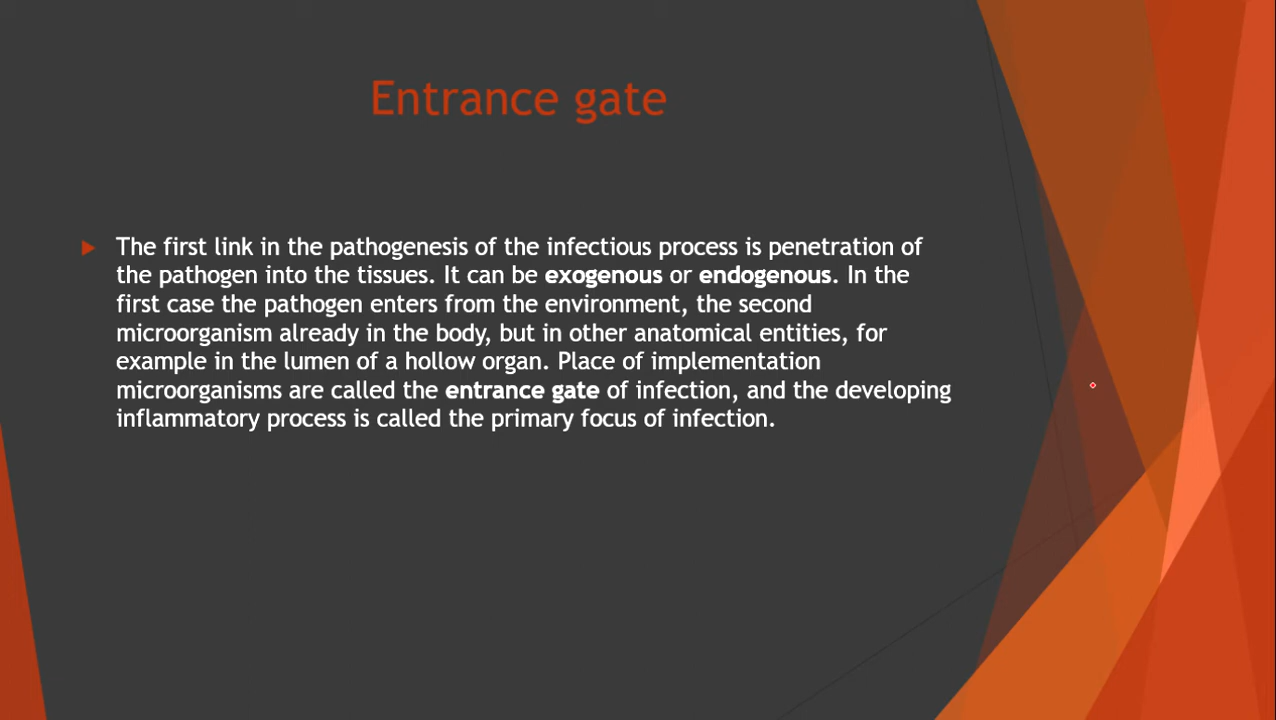 Entrance gate
The first link in the pathogenesis of the infectious process is penetration of
the pathogen into the tissues. It can be exogenous or endogenous. In the
first case the pathogen enters from the environment, the second
microorganism already in the body, but in other anatomical entities, for
example in the lumen of a hollow organ. Place of implementation
microorganisms are called the entrance gate of infection, and the developing
inflammatory process is called the primary focus of infection.